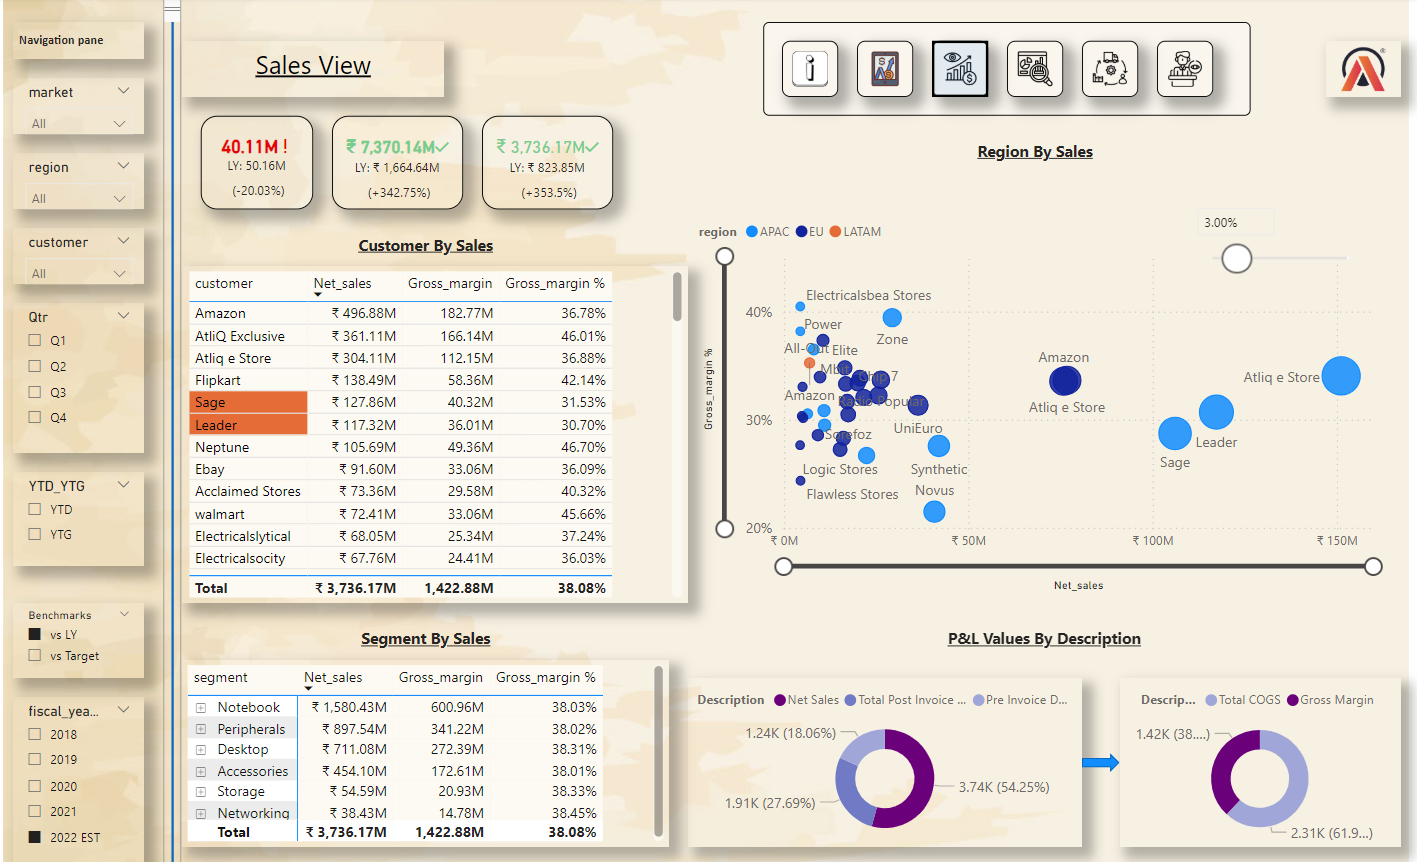 Navigation pane
market
All
region
All
customer
All
Qtr
Q1
Q2
Q3
Q4
YTD_YTG
YTD
YTG
Benchmarks
vs LY
vs Target
fiscal_yea...
2018
2019
2020
2021
2022 EST
Sales View
40.11M !
LY: 50.16M
(-20.03%)
₹ 7,370.14M✓
LY: ₹ 1,664.64M
(+342.75%)
₹ 3,736.17M✓
LY: ₹ 823.85M
(+353.5%)
Customer By Sales
customer Net_sales Gross_margin Gross_margin %
Amazon ₹ 496.88M 182.77M 36.78%
AtliQ Exclusive ₹ 361.11M 166.14M 46.01%
Atliq e Store ₹ 304.11M 112.15M 36.88%
Flipkart ₹ 138.49M 58.36M 42.14%
Sage ₹ 127.86M 40.32M 31.53%
Leader ₹ 117.32M 36.01M 30.70%
Neptune ₹ 105.69M 49.36M 46.70%
Ebay ₹ 91.60M 33.06M 36.09%
Acclaimed Stores ₹ 73.36M 29.58M 40.32%
walmart ₹ 72.41M 33.06M 45.66%
Electricalslytical ₹ 68.05M 25.34M 37.24%
Electricalsocity ₹ 67.76M 24.41M 36.03%
Total ₹ 3,736.17M 1,422.88M 38.08%
Region By Sales
3.00%
region APAC EU LATAM
Gross_margin %
40%
30%
20%
Electricalsbea Stores
Power
Zone
All-Out
Elite
Mbit
Chip 7
Amazon
Atliq e Store
Atliq e Store
Amazon
Radio Popular
UniEuro
Leader
Sorefoz
Sage
Logic Stores
Synthetic
Flawless Stores
Novus
₹ 0M ₹ 50M ₹ 100M ₹ 150M
Net_sales
Segment By Sales
segment Net_sales Gross_margin Gross_margin %
Notebook ₹ 1,580.43M 600.96M 38.03%
Peripherals ₹ 897.54M 341.22M 38.02%
Desktop ₹ 711.08M 272.39M 38.31%
Accessories ₹ 454.10M 172.61M 38.01%
Storage ₹ 54.59M 20.93M 38.33%
Networking ₹ 38.43M 14.78M 38.45%
Total ₹ 3,736.17M 1,422.88M 38.08%
P&L Values By Description
Description Net Sales Total Post Invoice ... Pre Invoice D...
1.24K (18.06%)
1.91K (27.69%)
3.74K (54.25%)
Descrip... Total COGS Gross Margin
1.42K (38....)
2.31K (61.9...)